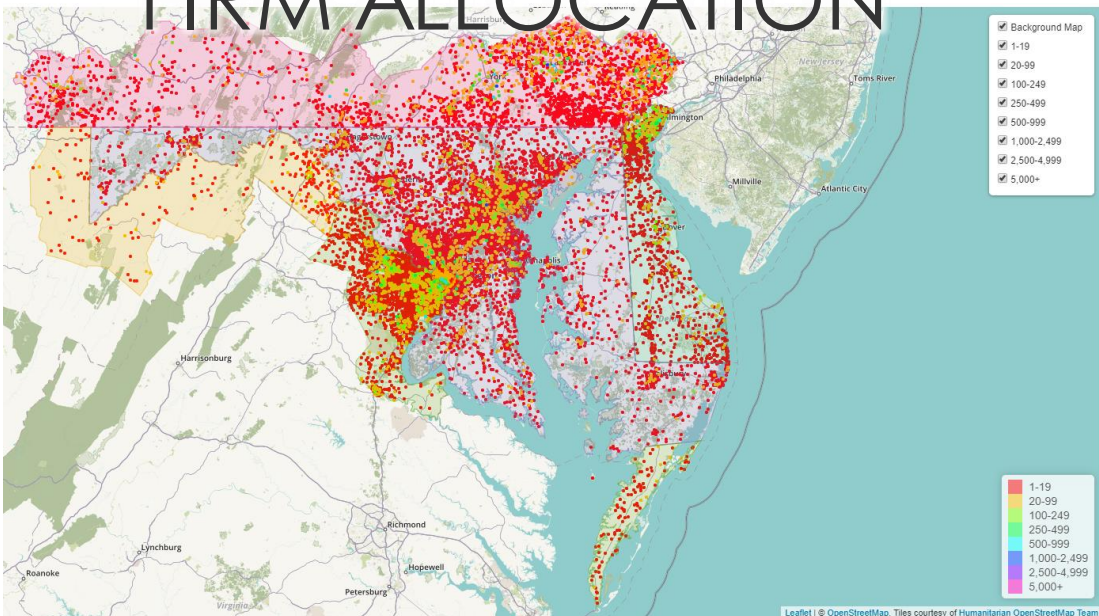 FIRM ALLOCATION
Harrisburg
Philadelphia
New Jersey
Toms River
Millville
Atlantic City
Harrisonburg
Richmond
Lynchburg
Hopewell
Roanoke
Petersburg
Virginia
Background Map
1-19
20-99
100-249
250-499
500-999
1,000-2,499
2,500-4,999
5,000+
1-19
20-99
100-249
250-499
500-999
1,000-2,499
2,500-4,999
5,000+
Leaflet | © OpenStreetMap, Tiles courtesy of Humanitarian OpenStreetMap Team